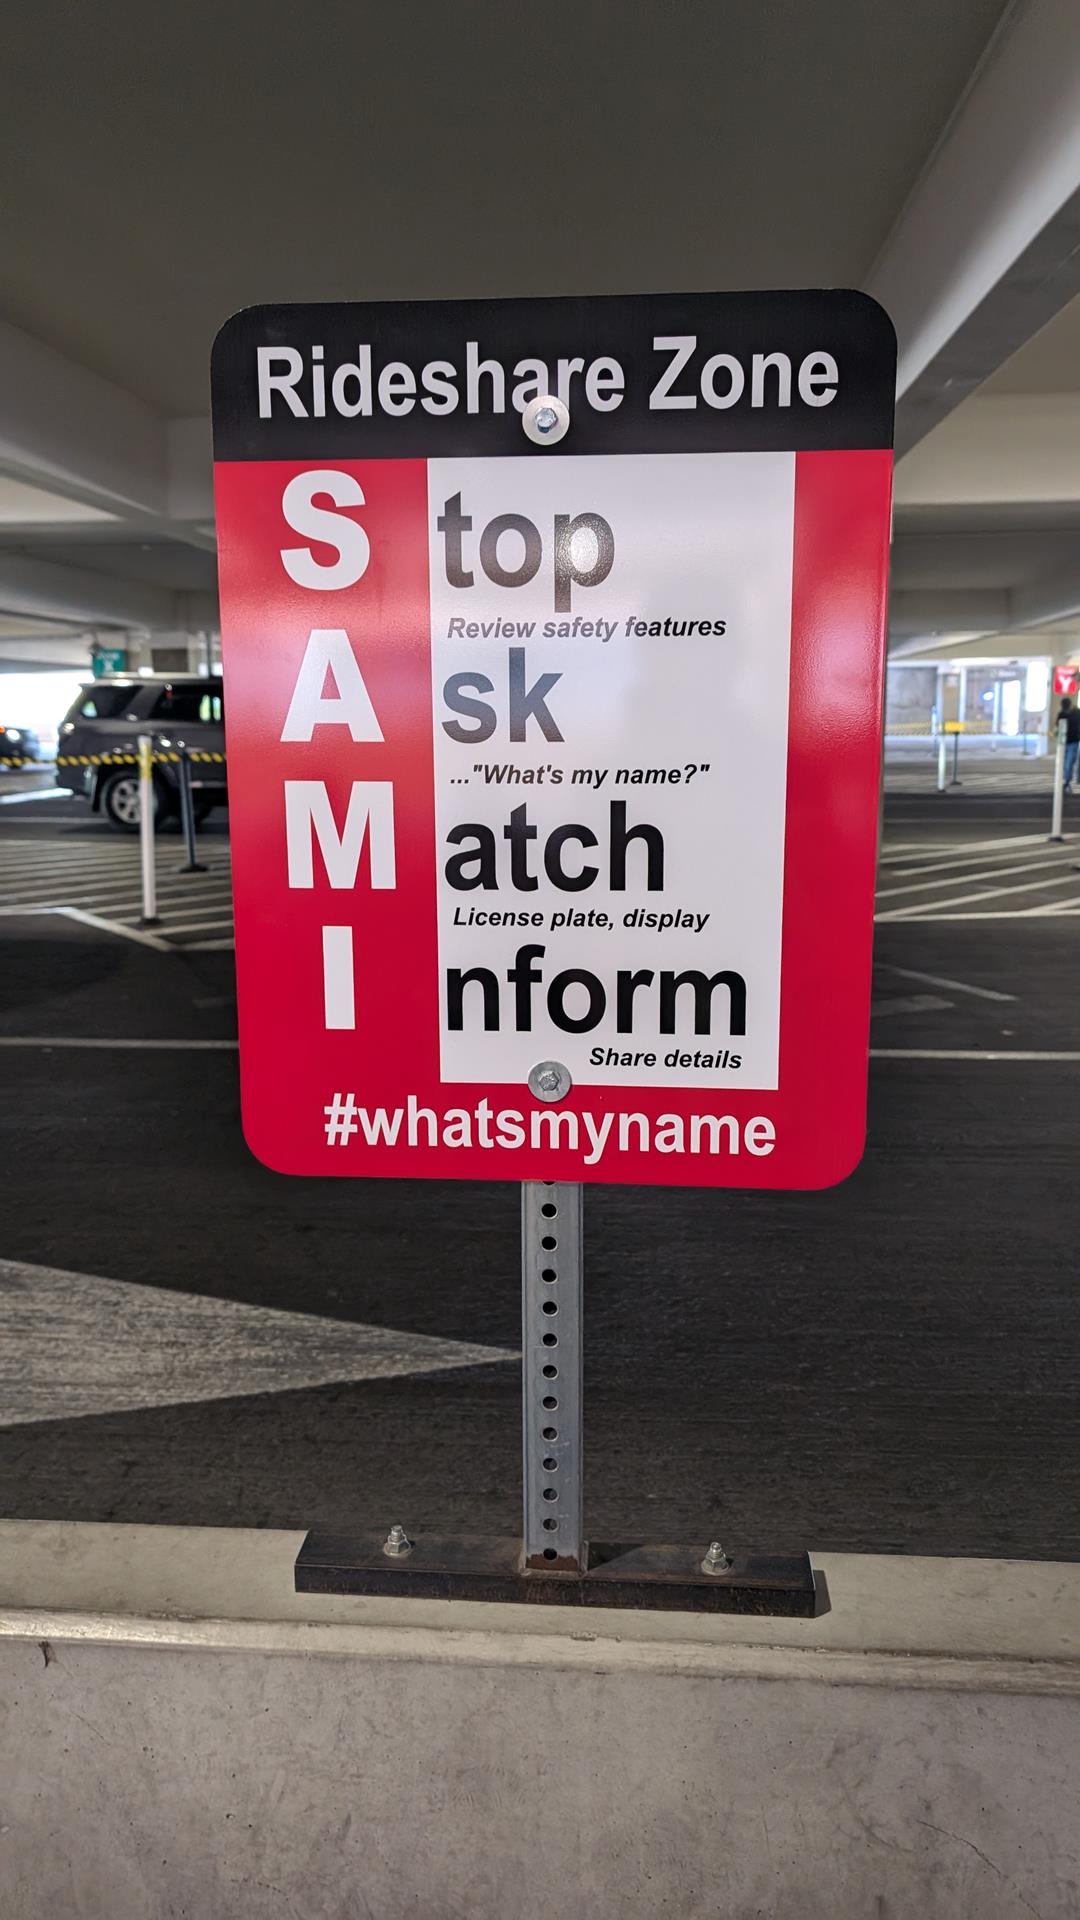 Rideshare Zone
Stop
Review safety features
Ask
..."What's my name?"
Match
License plate, display
Inform
Share details
#whatsmyname